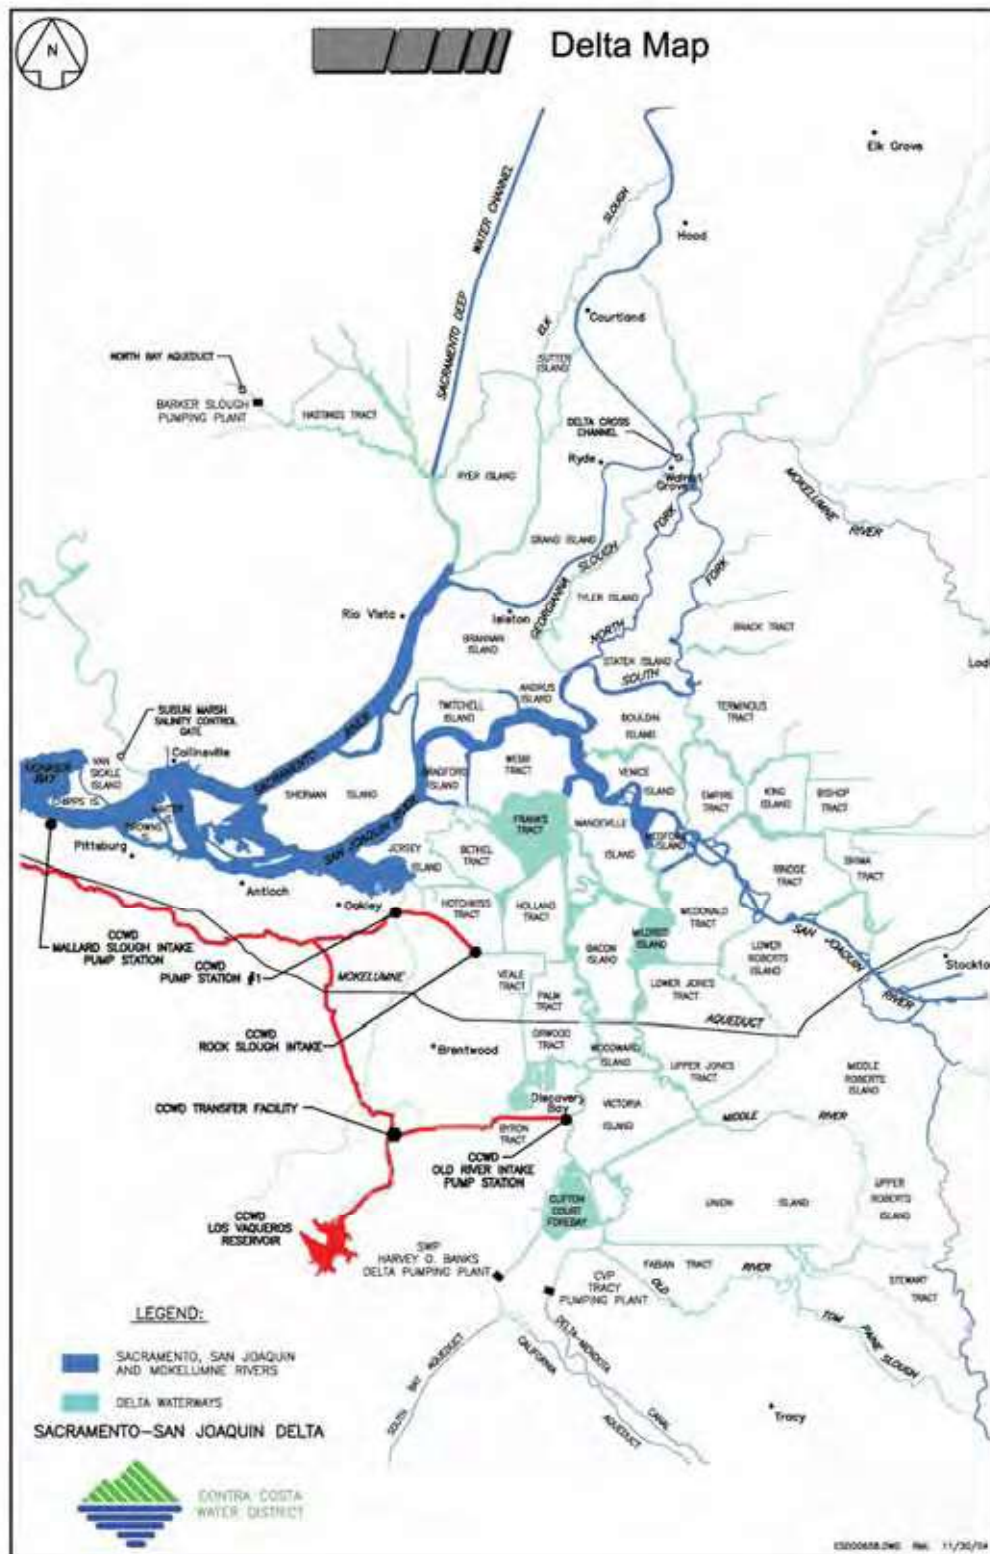 N
Delta Map
Elk Grove
SACRAMENTO DEEP
WATER CHANNEL
SLOUGH
ELK
Hood
Courtland
NORTH BAY AQUEDUCT
BARKER SLOUGH
PUMPING PLANT
HASTINGS TRACT
SUTTER
ISLAND
DELTA CROSS
CHANNEL
Ryde
Walnut
Grove
RYER ISLAND
MOKELUMNE
RIVER
FORK
GRAND ISLAND
SLOUGH
GEORGIANNA
TYLER ISLAND
FORK
NORTH
Rio Vista
Isleton
BRANNAN
ISLAND
BRACK TRACT
STATEN ISLAND
SOUTH
Lodi
ANDRUS
ISLAND
TWITCHELL
ISLAND
BOULDIN
ISLAND
TERMINOUS
TRACT
SUISUN MARSH
SALINITY CONTROL
GATE
Collinsville
SACRAMENTO
RIVER
VAN
SICKLE
ISLAND
CHIPPS IS.
SHERMAN
ISLAND
BRADFORD
ISLAND
WEBB
TRACT
VENICE
ISLAND
EMPIRE
TRACT
KING
ISLAND
BISHOP
TRACT
BROWNS
Pittsburg
SAN JOAQUIN RIVER
FRANKS
TRACT
MANDEVILLE
ISLAND
MEDFORD
ISLAND
JERSEY
ISLAND
BETHEL
TRACT
RINDGE
TRACT
SHIMA
TRACT
Antioch
Oakley
HOTCHKISS
TRACT
HOLLAND
TRACT
MCDONALD
TRACT
MILDRED
ISLAND
BACON
ISLAND
LOWER
ROBERTS
ISLAND
SAN JOAQUIN
RIVER
Stockton
CCWD
MALLARD SLOUGH INTAKE
PUMP STATION
CCWD
PUMP STATION #1
MOKELUMNE
VEALE
TRACT
PALM
TRACT
LOWER JONES
TRACT
AQUEDUCT
CCWD
ROCK SLOUGH INTAKE
Brentwood
ORWOOD
TRACT
WOODWARD
ISLAND
UPPER JONES
TRACT
MIDDLE
ROBERTS
ISLAND
Discovery
Bay
VICTORIA
ISLAND
MIDDLE
RIVER
CCWD TRANSFER FACILITY
BYRON
TRACT
CCWD
OLD RIVER INTAKE
PUMP STATION
CCWD
LOS VAQUEROS
RESERVOIR
CLIFTON
COURT
FOREBAY
UNION
ISLAND
UPPER
ROBERTS
ISLAND
SWP
HARVEY O. BANKS
DELTA PUMPING PLANT
CVP
TRACY
PUMPING PLANT
FABIAN TRACT
OLD
RIVER
STEWART
TRACT
TOM PAINE SLOUGH
SOUTH BAY AQUEDUCT
DELTA-MENDOTA
CANAL
CALIFORNIA
AQUEDUCT
Tracy
LEGEND:
SACRAMENTO, SAN JOAQUIN
AND MOKELUMNE RIVERS
DELTA WATERWAYS
SACRAMENTO-SAN JOAQUIN DELTA
CONTRA COSTA
WATER DISTRICT
11/30/04